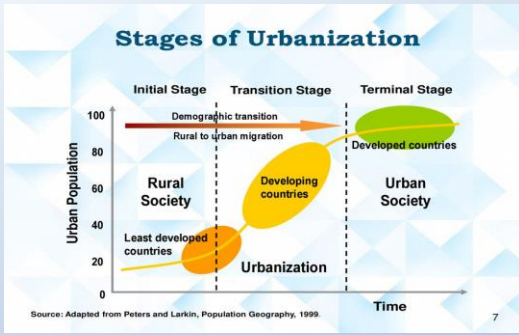 Stages of Urbanization
Initial Stage
Transition Stage
Terminal Stage
Demographic transition
Rural to urban migration
Urban Population
100
80
60
40
20
0
Rural
Society
Least developed
countries
Developing
countries
Urbanization
Developed countries
Urban
Society
Time
Source: Adapted from Peters and Larkin, Population Geography, 1999.
7